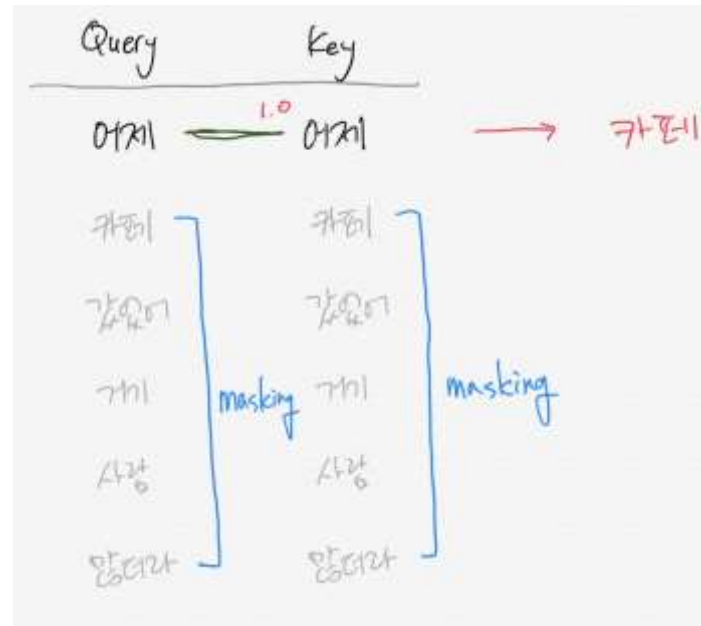 Query Key
어제 1.0 어제 → 카페
카페 카페
갔었어 갔었어
거기 masking 거기 masking
사람 사람
많더라 많더라